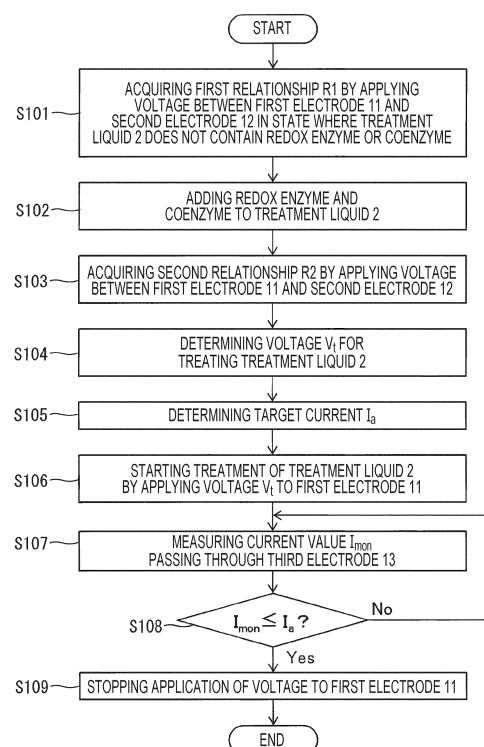 START
S101
ACQUIRING FIRST RELATIONSHIP R1 BY APPLYING
VOLTAGE BETWEEN FIRST ELECTRODE 11 AND
SECOND ELECTRODE 12 IN STATE WHERE TREATMENT
LIQUID 2 DOES NOT CONTAIN REDOX ENZYME OR COENZYME
S102
ADDING REDOX ENZYME AND
COENZYME TO TREATMENT LIQUID 2
S103
ACQUIRING SECOND RELATIONSHIP R2 BY APPLYING VOLTAGE
BETWEEN FIRST ELECTRODE 11 AND SECOND ELECTRODE 12
S104
DETERMINING VOLTAGE Vt FOR
TREATING TREATMENT LIQUID 2
S105
DETERMINING TARGET CURRENT Ia
S106
STARTING TREATMENT OF TREATMENT LIQUID 2
BY APPLYING VOLTAGE Vt TO FIRST ELECTRODE 11
S107
MEASURING CURRENT VALUE Imon
PASSING THROUGH THIRD ELECTRODE 13
S108
Imon ≦ Ia ?
No
Yes
S109
STOPPING APPLICATION OF VOLTAGE TO FIRST ELECTRODE 11
END